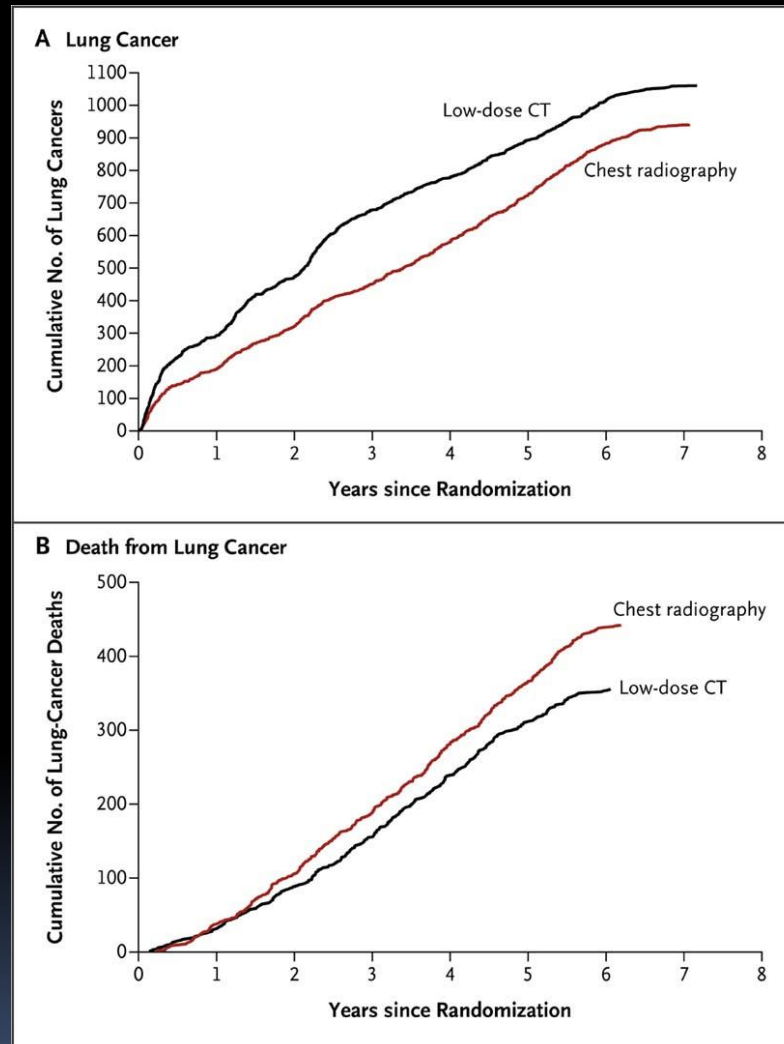 A Lung Cancer
Cumulative No. of Lung Cancers
1100
1000
900
800
700
600
500
400
300
200
100
0
Low-dose CT
Chest radiography
0 1 2 3 4 5 6 7 8
Years since Randomization
B Death from Lung Cancer
Cumulative No. of Lung-Cancer Deaths
500
400
300
200
100
0
Chest radiography
Low-dose CT
0 1 2 3 4 5 6 7 8
Years since Randomization